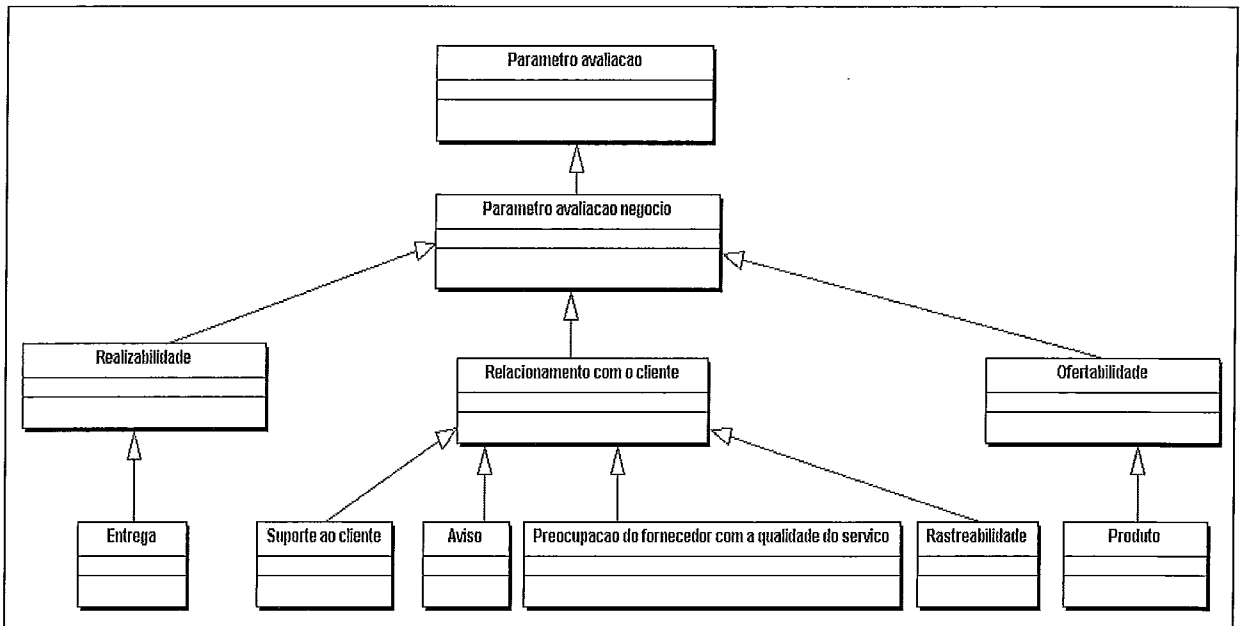 Parametro avaliacao
Parametro avaliacao negocio
Realizabilidade
Relacionamento com o cliente
Ofertabilidade
Entrega
Suporte ao cliente
Aviso
Preocupacao do fornecedor com a qualidade do servico
Rastreabilidade
Produto